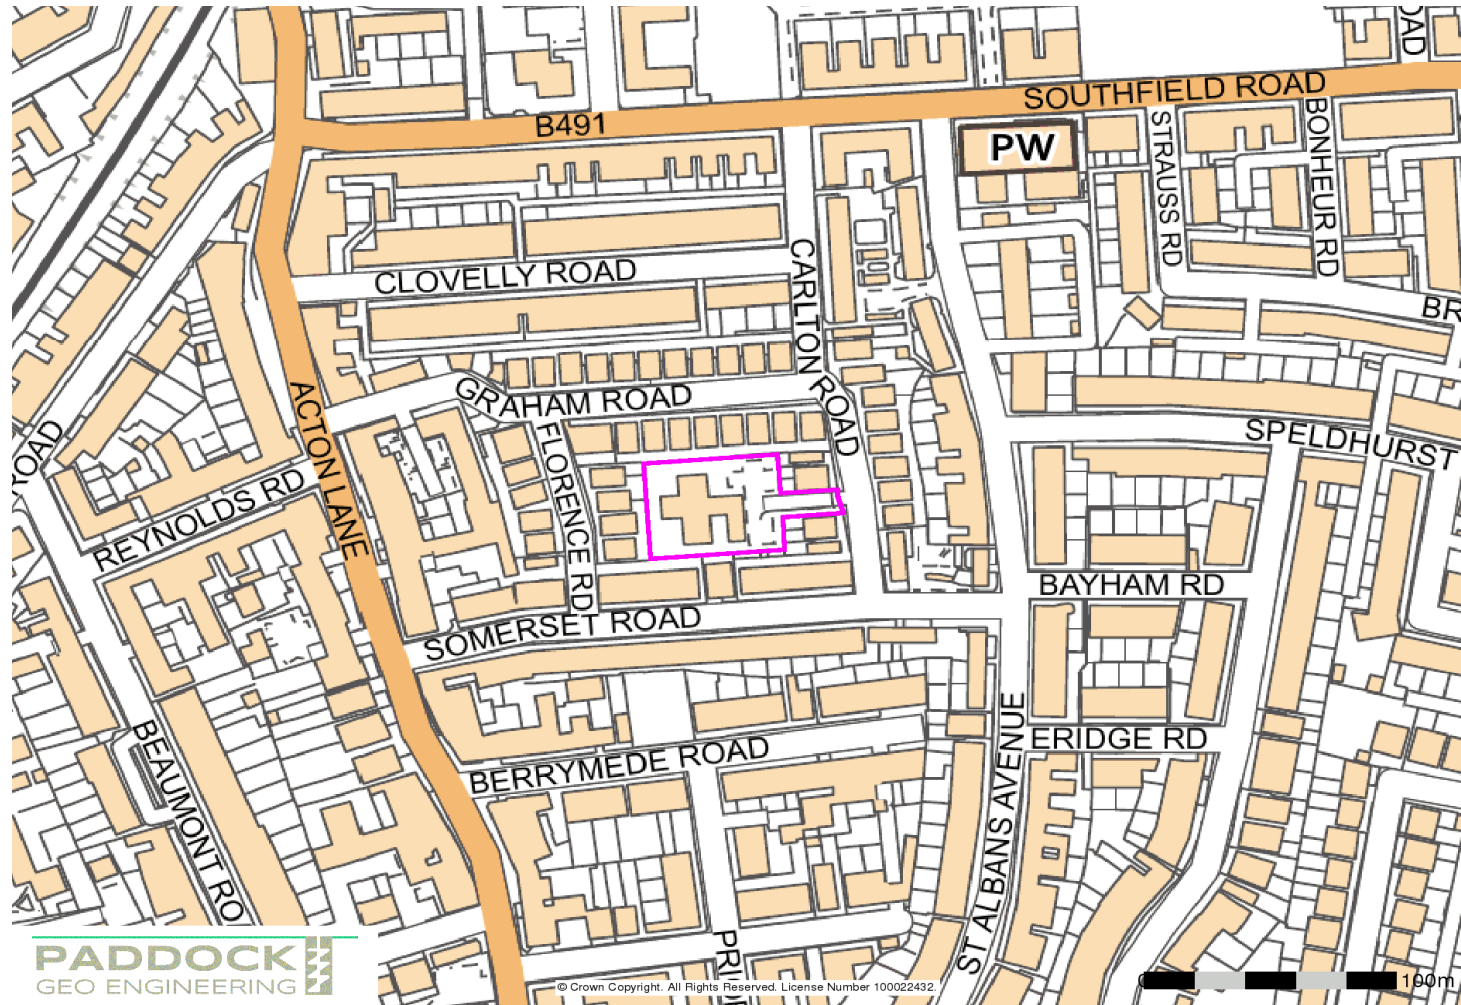 ROAD
SOUTHFIELD ROAD
B491
PW
STRAUSS RD
BONHEUR RD
CLOVELLY ROAD
CARLTON ROAD
BR
GRAHAM ROAD
ACTON LANE
FLORENCE RD
SPELDHURST
ROAD
REYNOLDS RD
BAYHAM RD
SOMERSET ROAD
ERIDGE RD
BERRYMEDE ROAD
BEAUMONT RO
ST ALBANS AVENUE
PADDOCK
GEO ENGINEERING
© Crown Copyright. All Rights Reserved. License Number 100022432.
100m